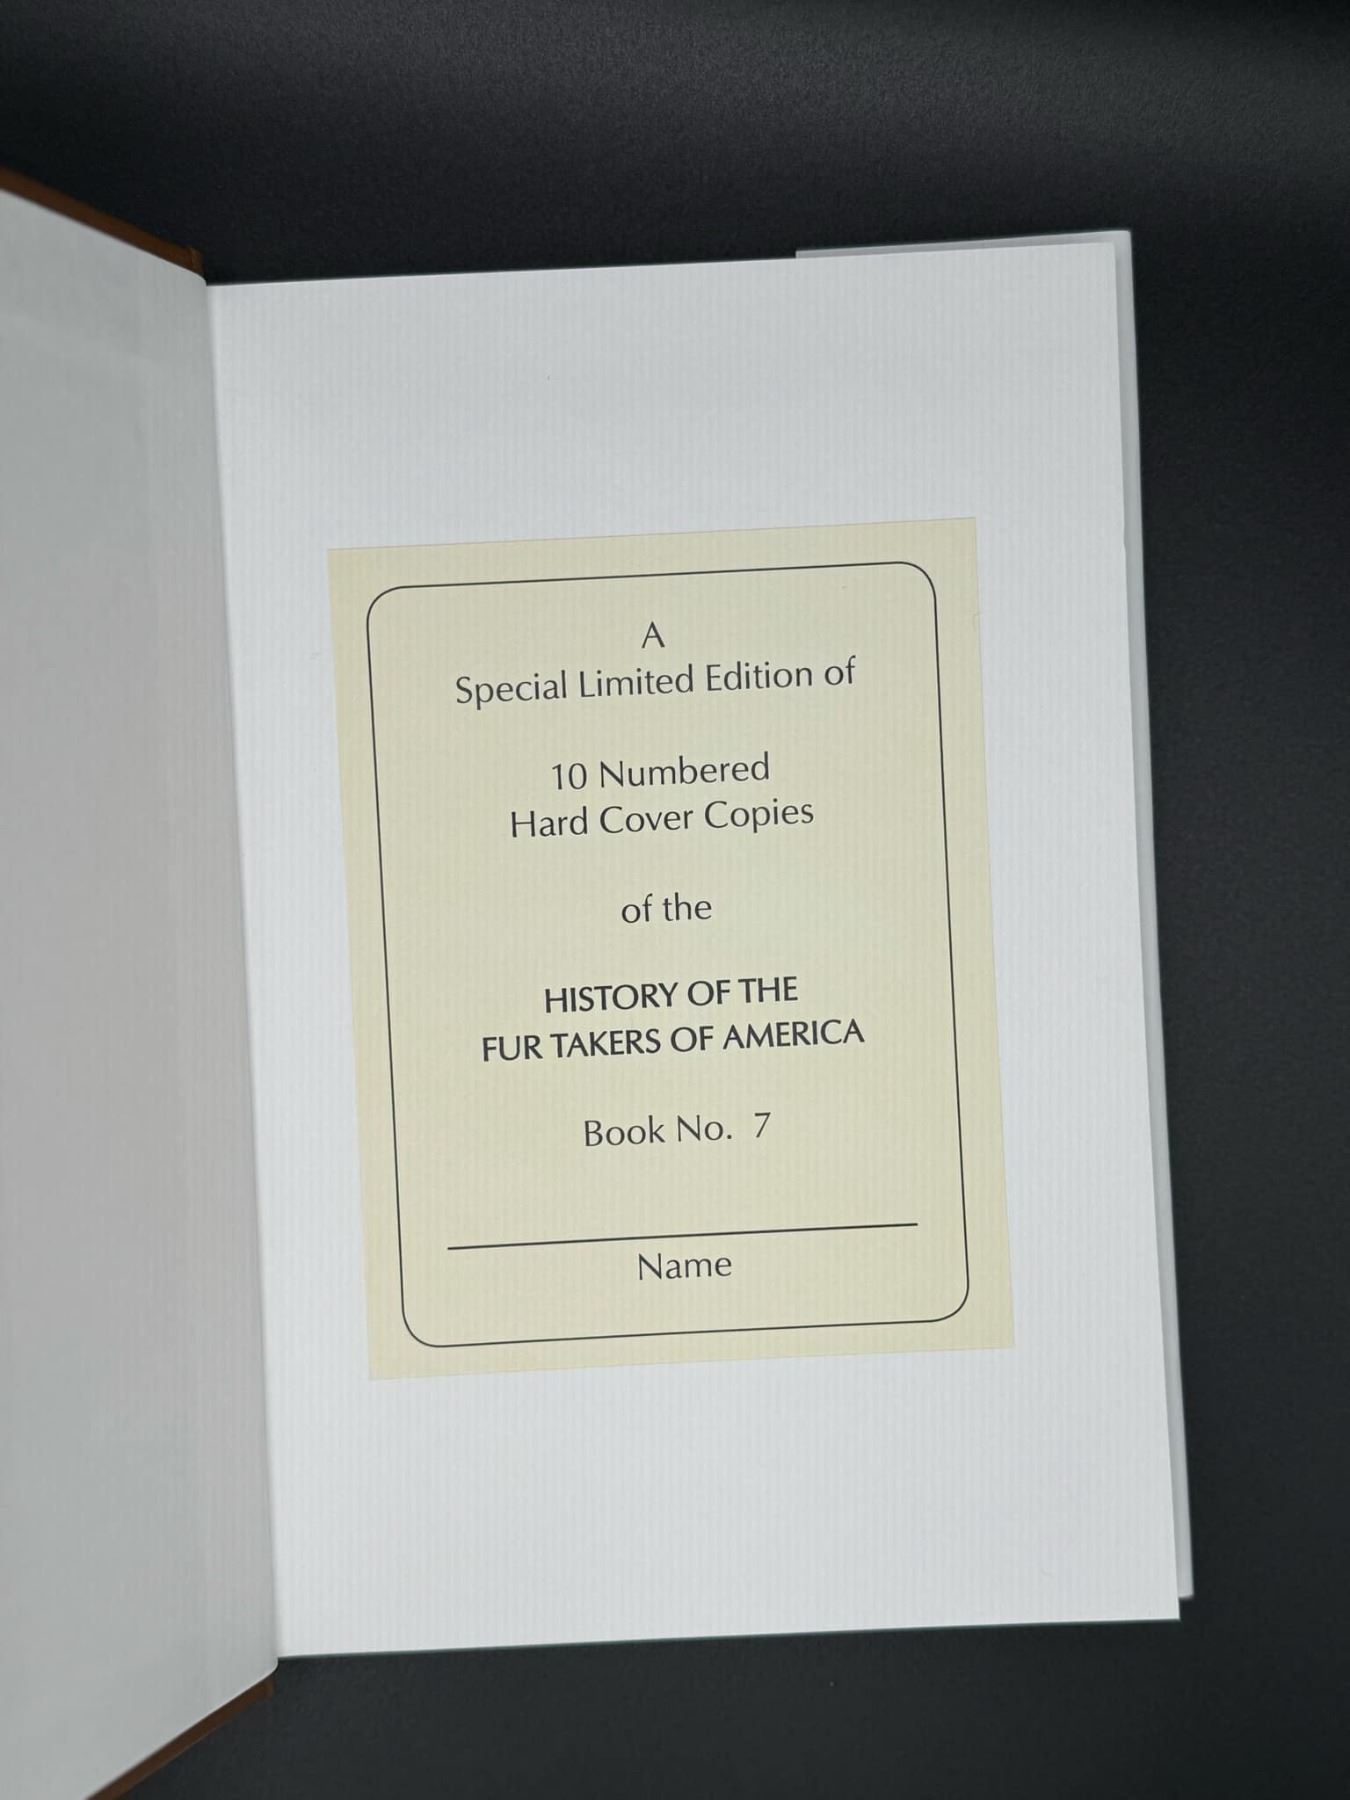 A
Special Limited Edition of
10 Numbered
Hard Cover Copies
of the
HISTORY OF THE
FUR TAKERS OF AMERICA
Book No. 7
Name